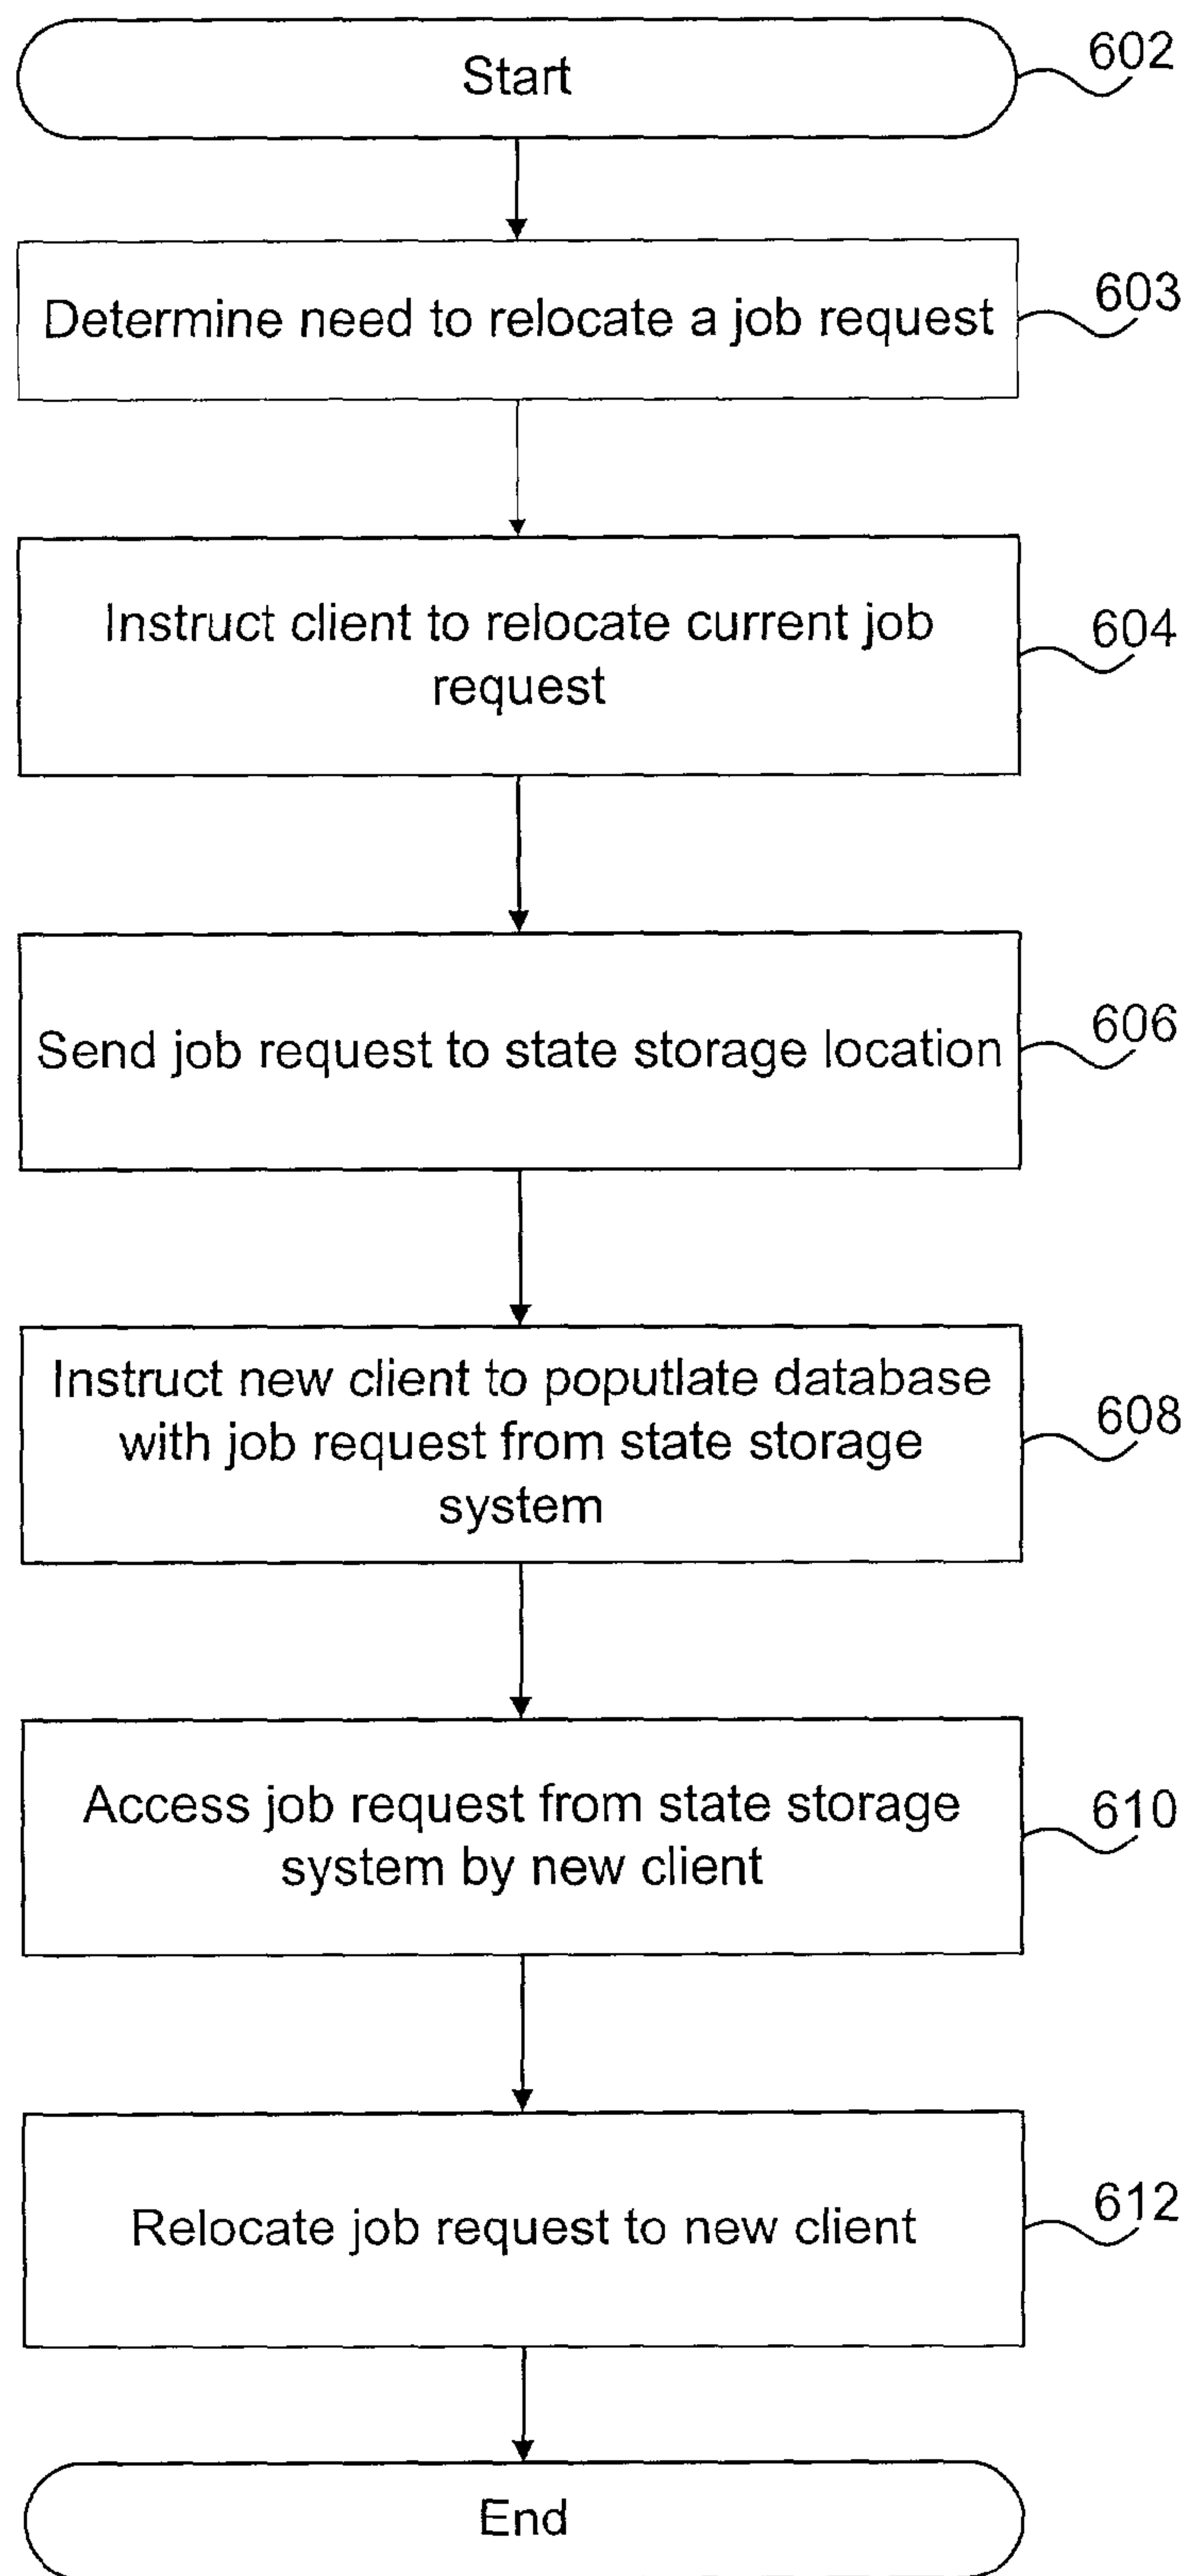 Start
602
Determine need to relocate a job request
603
Instruct client to relocate current job
request
604
Send job request to state storage location
606
Instruct new client to poputlate database
with job request from state storage
system
608
Access job request from state storage
system by new client
610
Relocate job request to new client
612
End